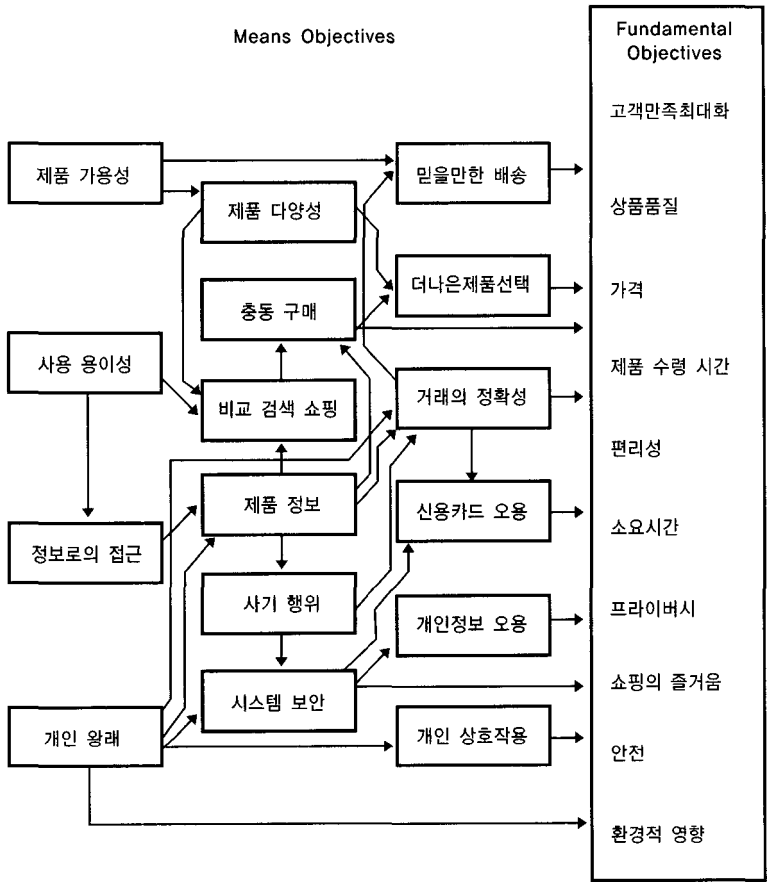 Means Objectives
Fundamental
Objectives
제품 가용성
사용 용이성
정보로의 접근
개인 왕래
제품 다양성
충동 구매
비교 검색 쇼핑
제품 정보
사기 행위
시스템 보안
믿을만한 배송
더나은제품선택
거래의 정확성
신용카드 오용
개인정보 오용
개인 상호작용
고객만족최대화
상품품질
가격
제품 수령 시간
편리성
소요시간
프라이버시
쇼핑의 즐거움
안전
환경적 영향